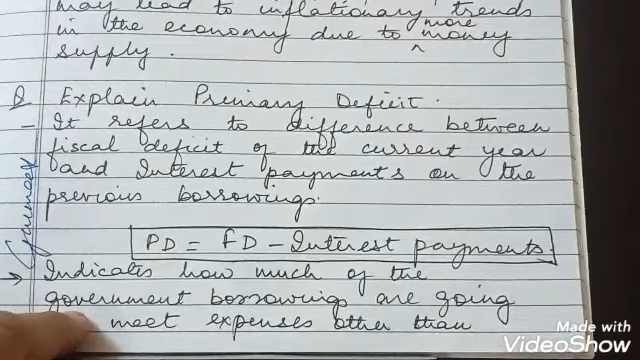 may lead to inflationary trends
in the economy due to more money
supply.
Q Explain Primary Deficit.
- It refers to difference between
fiscal deficit of the current year
and Interest payments on the
previous borrowings.
PD = FD - Interest payments
→ Indicates how much of the
government borrowings are going
meet expenses other than
Made with
VideoShow